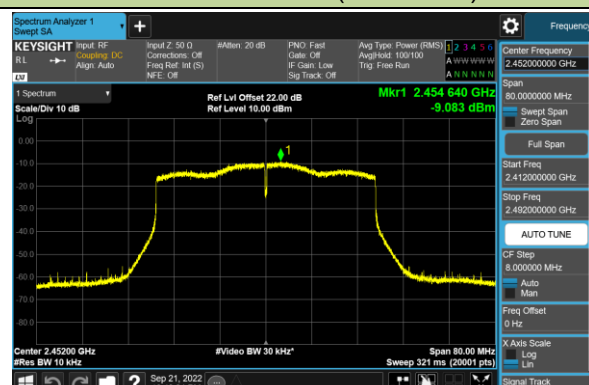 Spectrum Analyzer 1
Swept SA
Frequency
KEYSIGHT Input: RF Input Z: 50 Ω #Atten: 20 dB PNO: Fast Avg Type: Power (RMS) 1 2 3 4 5 6
RL Coupling: DC Corrections: Off Gate: Off Avg|Hold: 100/100 A W W W W W
Align: Auto Freq Ref: Int (S) IF Gain: Low Trig: Free Run A N N N N N
LXI NFE: Off Sig Track: Off
1 Spectrum
Scale/Div 10 dB
Log
Ref Lvl Offset 22.00 dB
Ref Level 10.00 dBm
Mkr1 2.454 640 GHz
-9.083 dBm
1
0.00
-10.0
-20.0
-30.0
-40.0
-50.0
-60.0
-70.0
-80.0
Center 2.45200 GHz #Video BW 30 kHz* Span 80.00 MHz
#Res BW 10 kHz Sweep 321 ms (20001 pts)
Center Frequency
2.452000000 GHz
Span
80.0000000 MHz
Swept Span
Zero Span
Full Span
Start Freq
2.412000000 GHz
Stop Freq
2.492000000 GHz
AUTO TUNE
CF Step
8.000000 MHz
Auto
Man
Freq Offset
0 Hz
X Axis Scale
Log
Lin
Signal Track
Sep 21, 2022